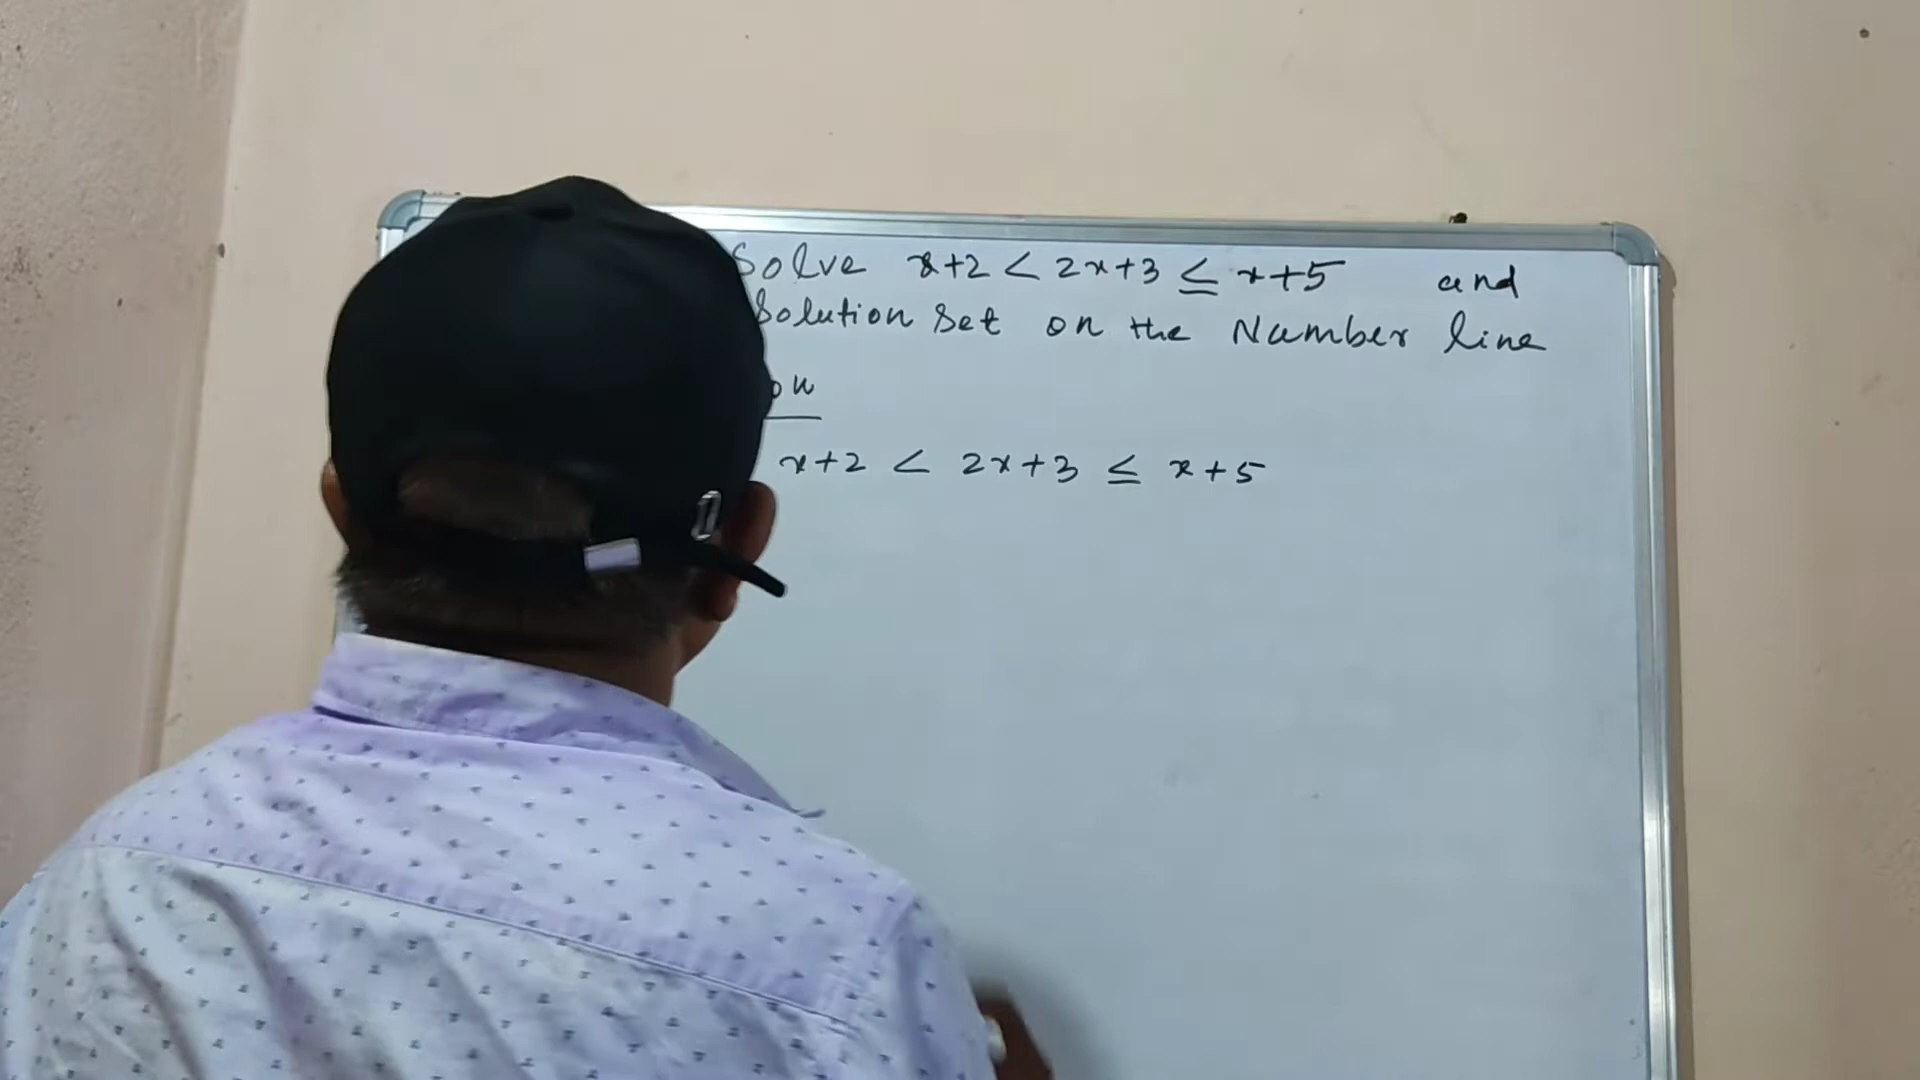 Solve x+2 < 2x+3 ≤ x+5 and
Solution Set on the Number line
x+2 < 2x+3 ≤ x+5